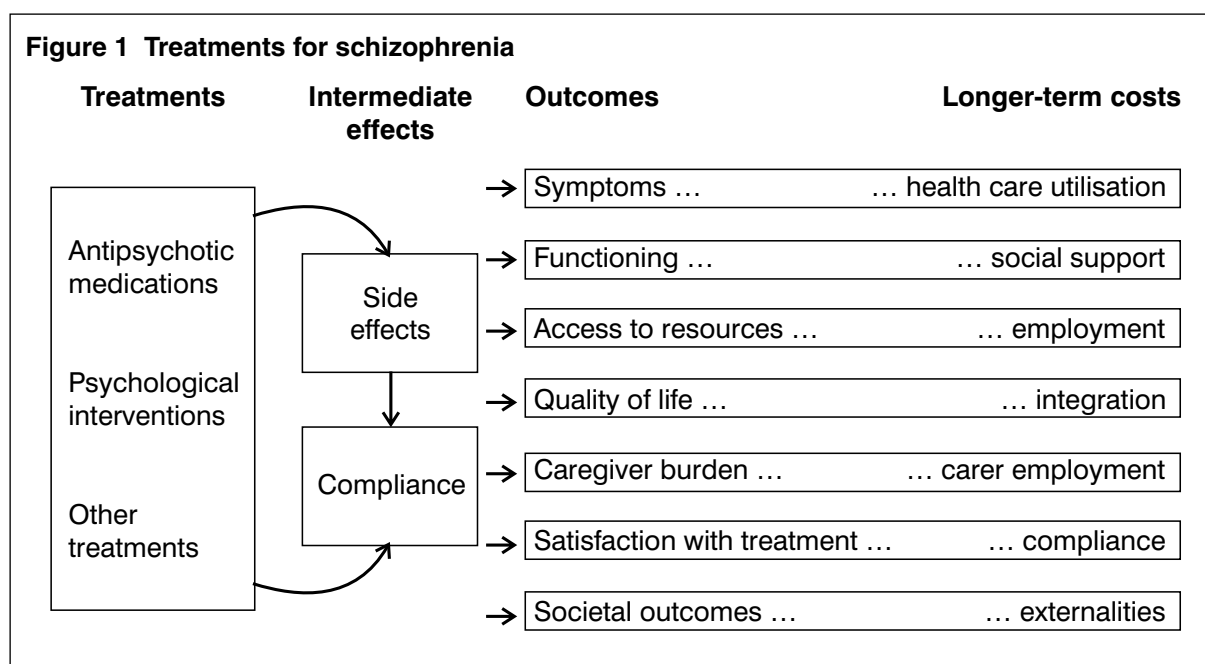 Figure 1 Treatments for schizophrenia
Treatments
Intermediate
effects
Outcomes
Longer-term costs
Antipsychotic
medications
Psychological
interventions
Other
treatments
Side
effects
Compliance
Symptoms … … health care utilisation
Functioning … … social support
Access to resources … … employment
Quality of life … … integration
Caregiver burden … … carer employment
Satisfaction with treatment … … compliance
Societal outcomes … … externalities